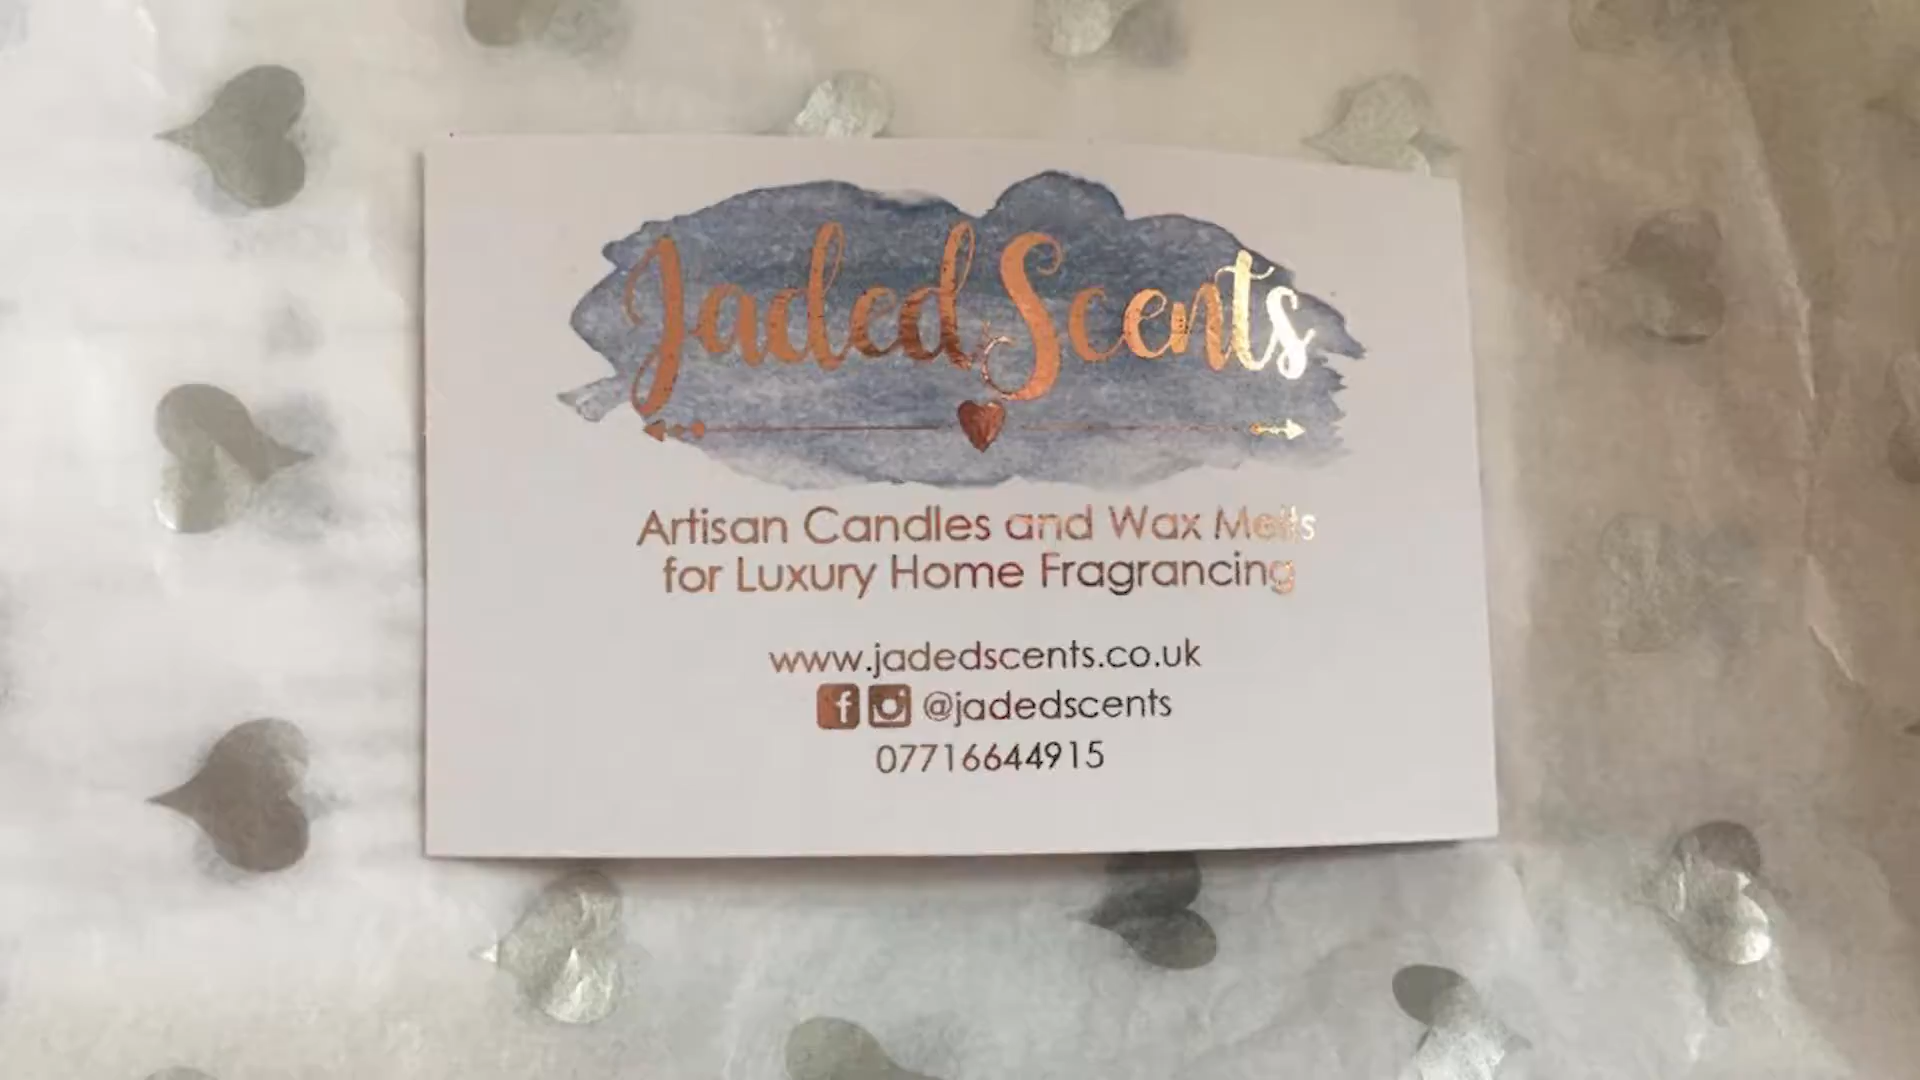 Jaded Scents
Artisan Candles and Wax Melts
for Luxury Home Fragrancing
www.jadedscents.co.uk
@jadedscents
07716644915